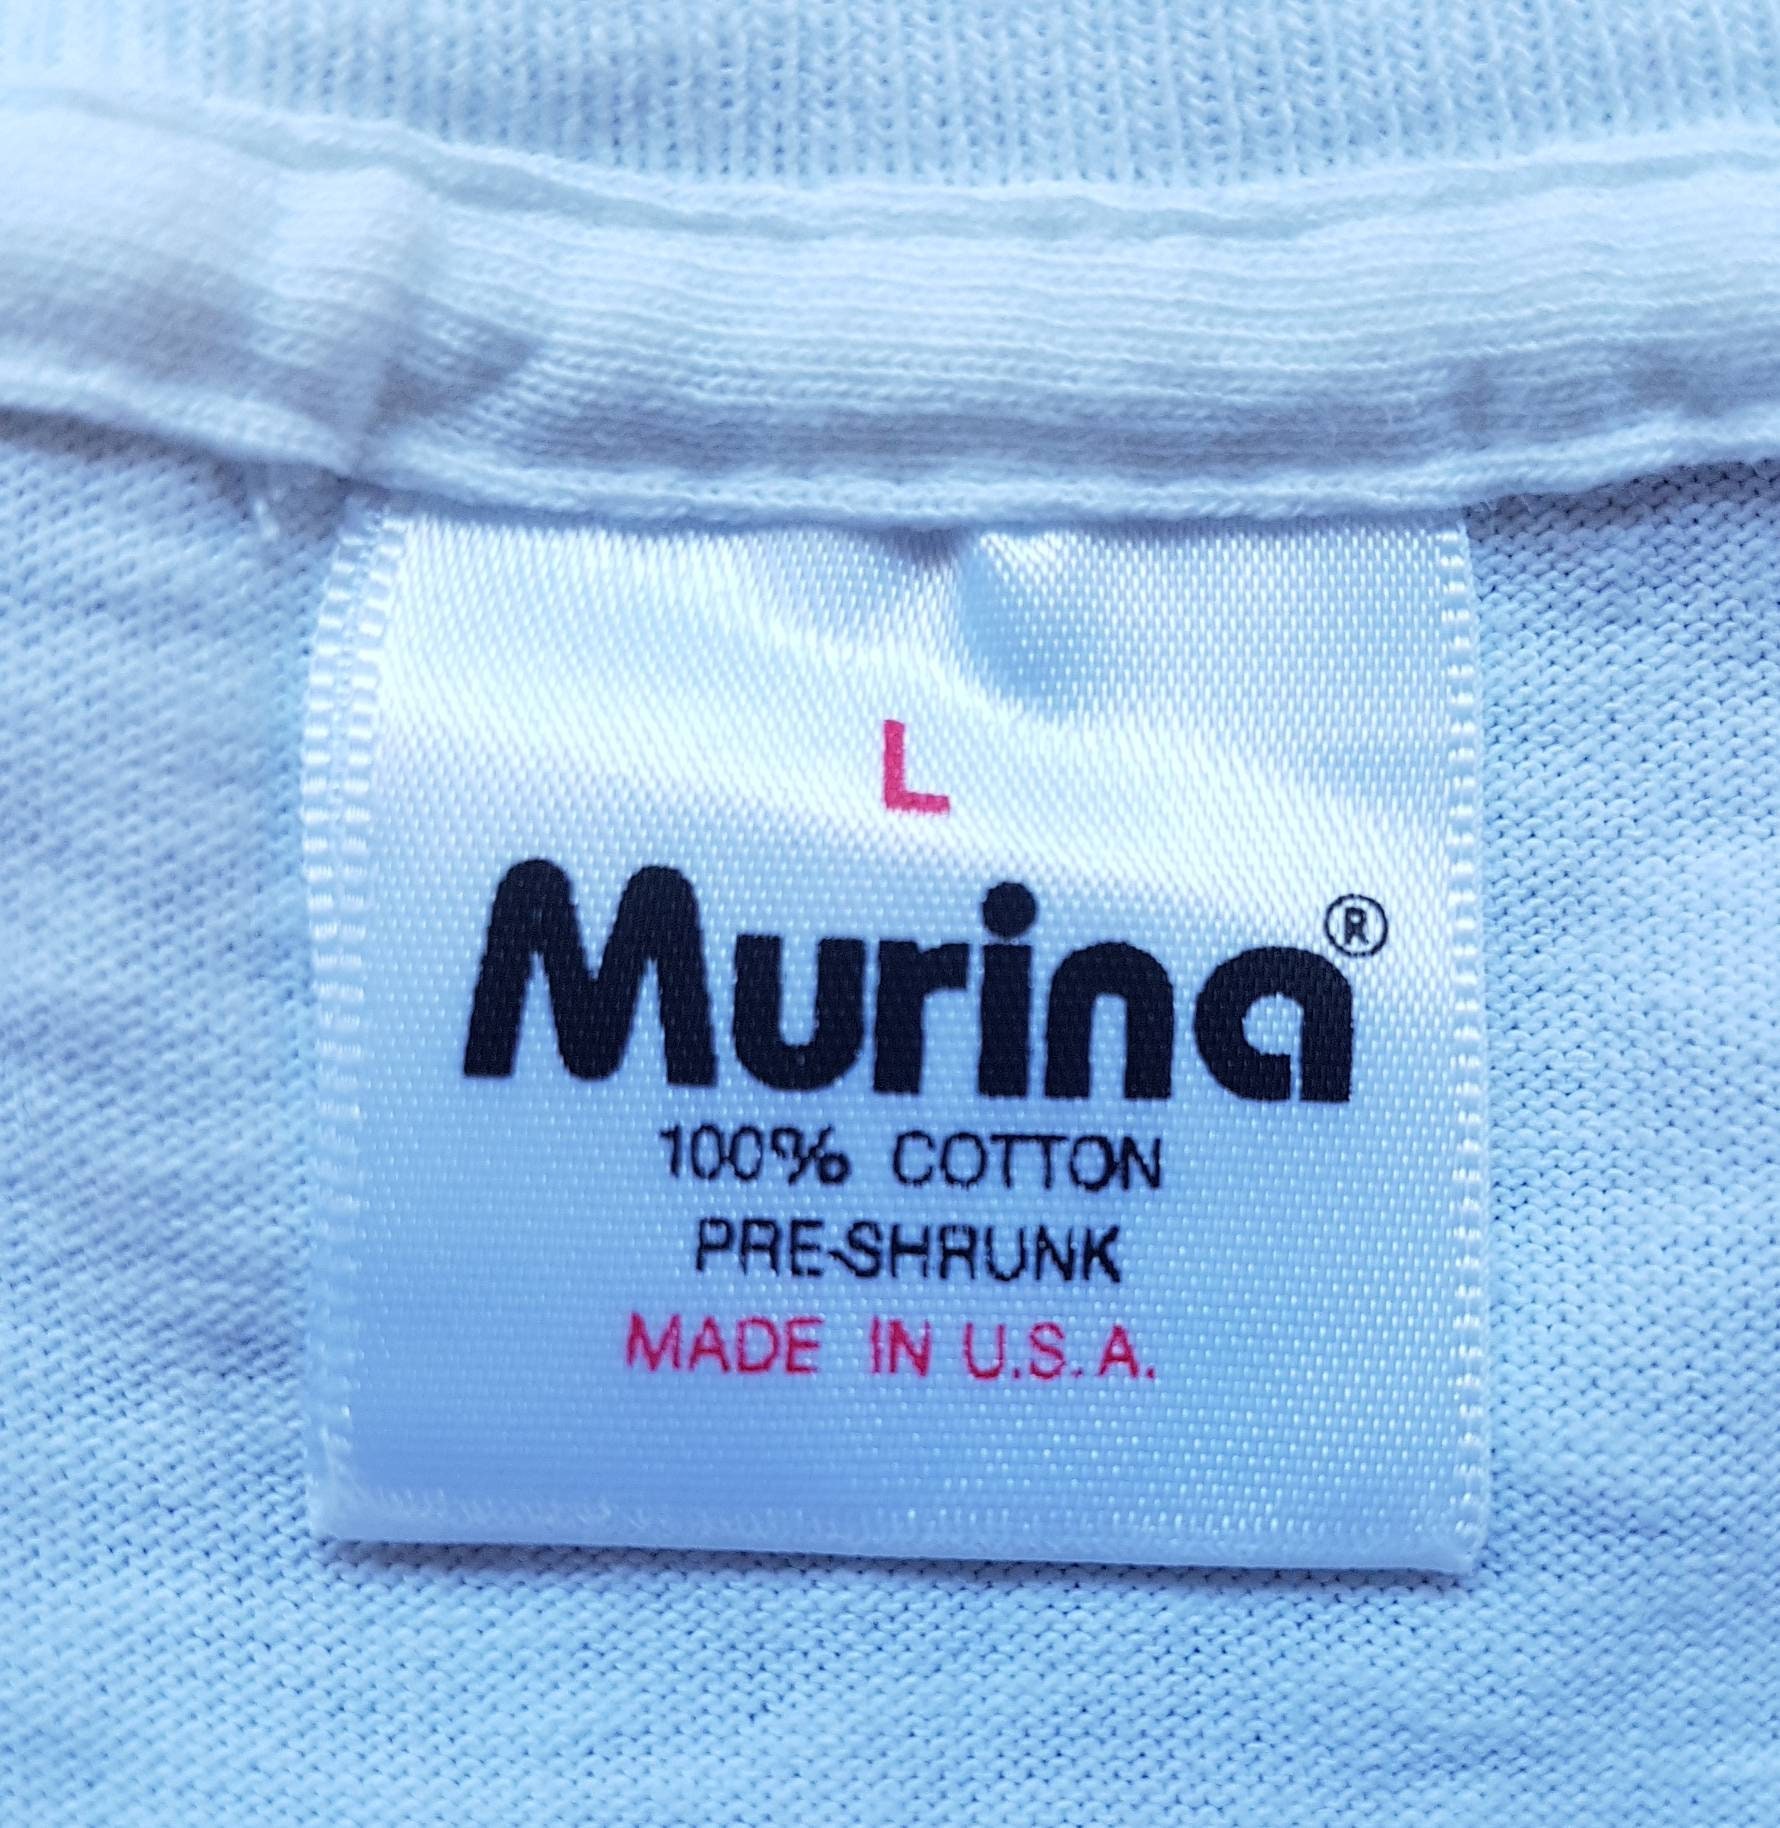 L
Murina®
100% COTTON
PRE-SHRUNK
MADE IN U.S.A.